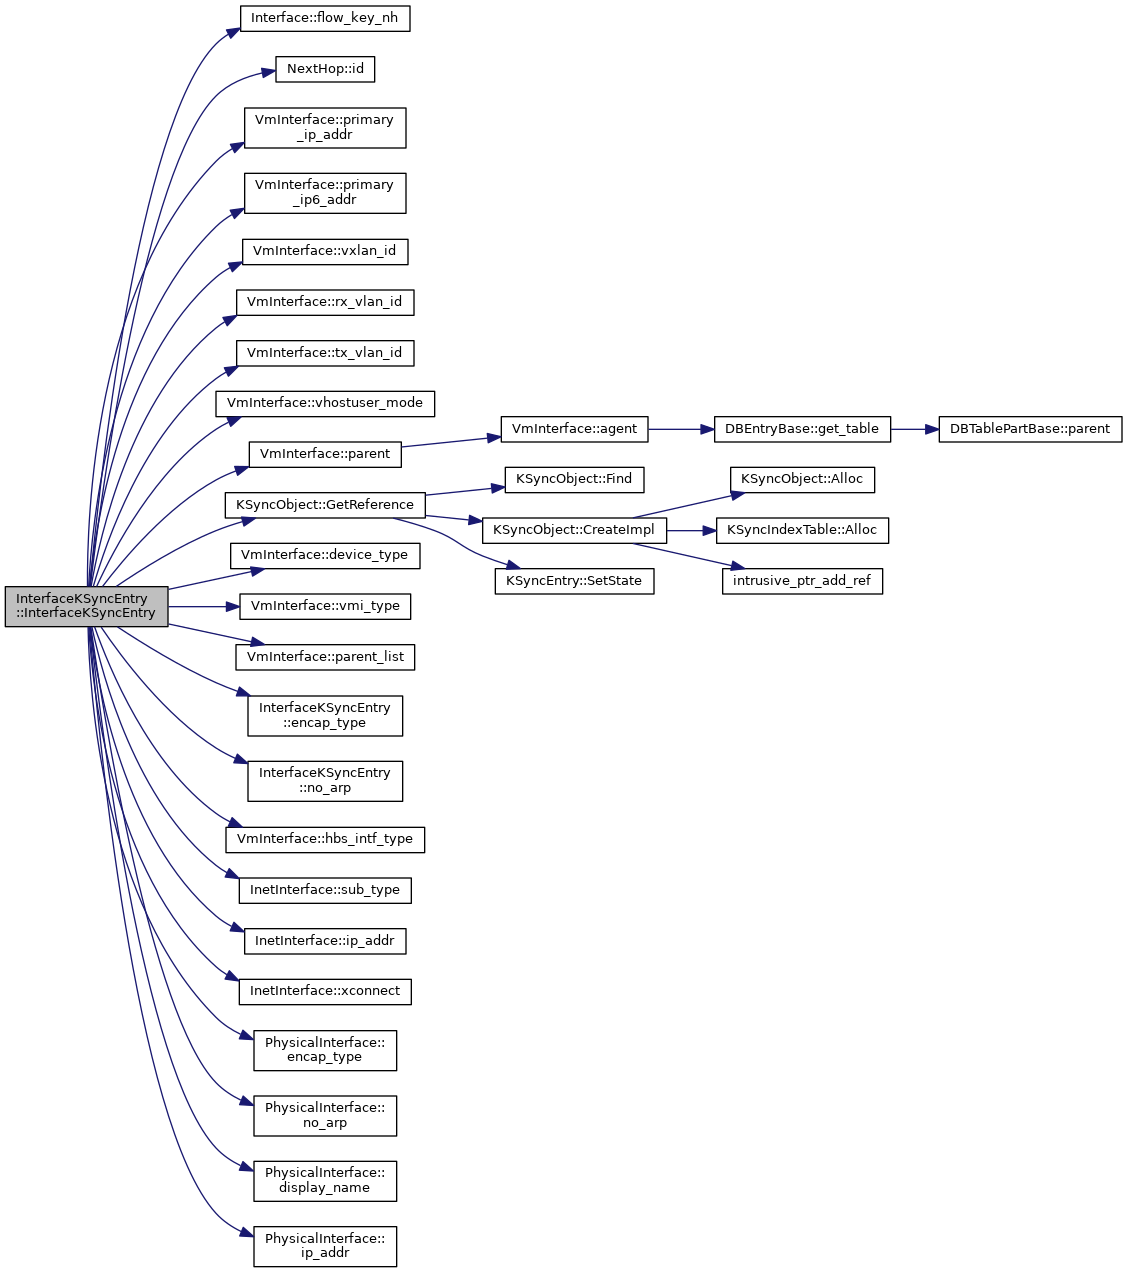 Interface::flow_key_nh
NextHop::id
VmInterface::primary
_ip_addr
VmInterface::primary
_ip6_addr
VmInterface::vxlan_id
VmInterface::rx_vlan_id
VmInterface::tx_vlan_id
VmInterface::vhostuser_mode
VmInterface::parent
VmInterface::agent
DBEntryBase::get_table
DBTablePartBase::parent
KSyncObject::GetReference
KSyncObject::Find
KSyncObject::CreateImpl
KSyncEntry::SetState
KSyncObject::Alloc
KSyncIndexTable::Alloc
intrusive_ptr_add_ref
VmInterface::device_type
InterfaceKSyncEntry
::InterfaceKSyncEntry
VmInterface::vmi_type
VmInterface::parent_list
InterfaceKSyncEntry
::encap_type
InterfaceKSyncEntry
::no_arp
VmInterface::hbs_intf_type
InetInterface::sub_type
InetInterface::ip_addr
InetInterface::xconnect
PhysicalInterface::
encap_type
PhysicalInterface::
no_arp
PhysicalInterface::
display_name
PhysicalInterface::
ip_addr